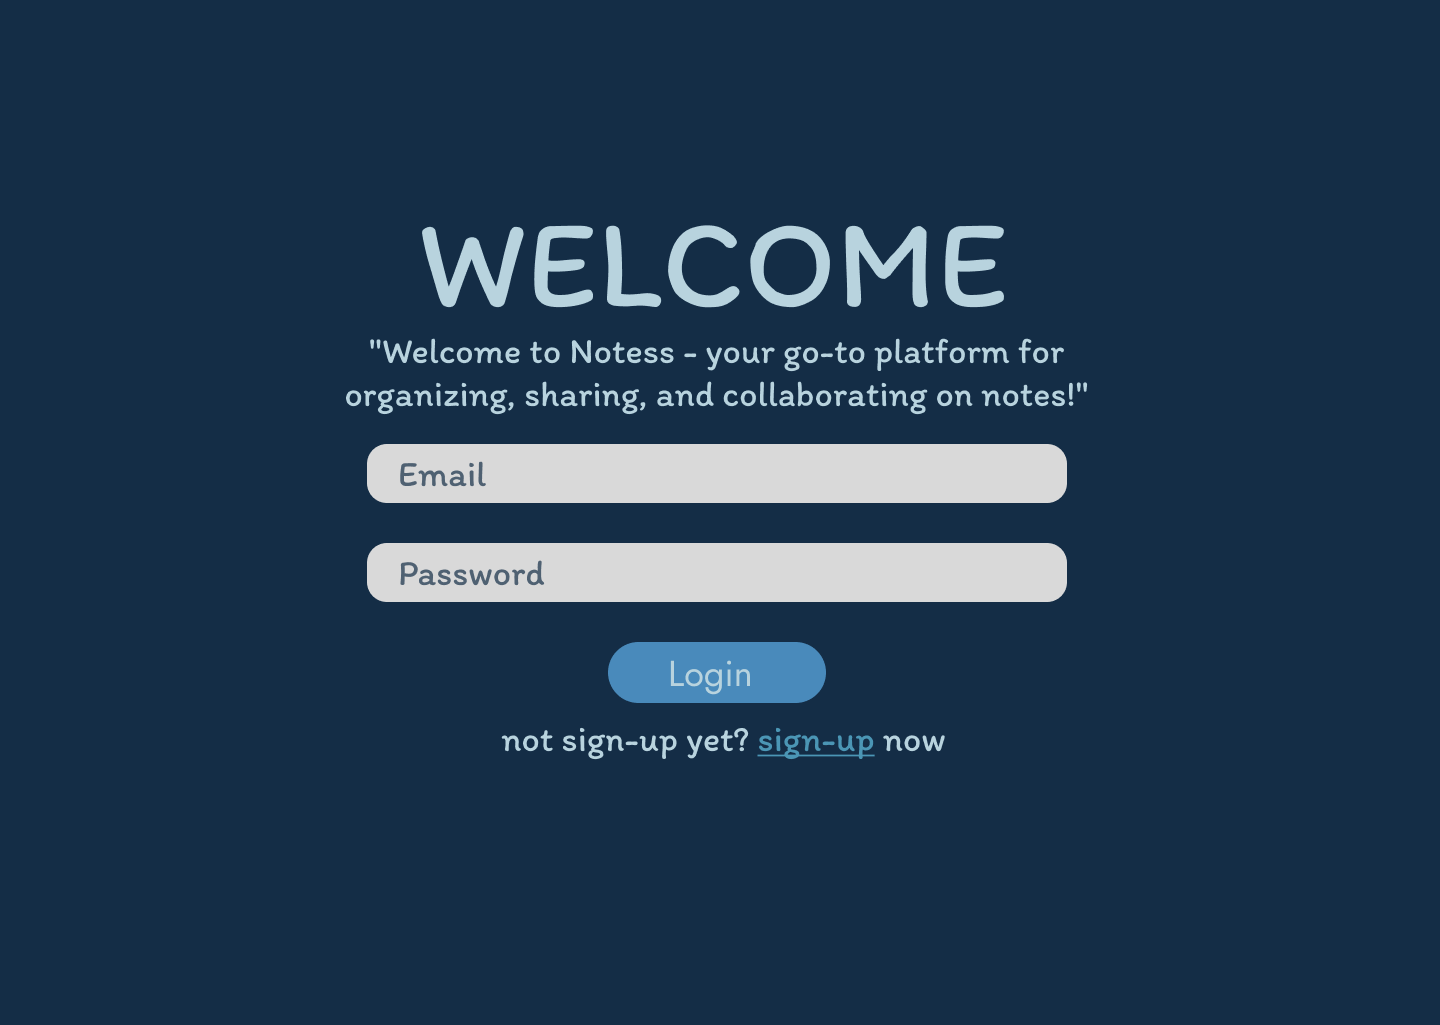 WELCOME
"Welcome to Notess - your go-to platform for
organizing, sharing, and collaborating on notes!"
Email
Password
Login
not sign-up yet? sign-up now